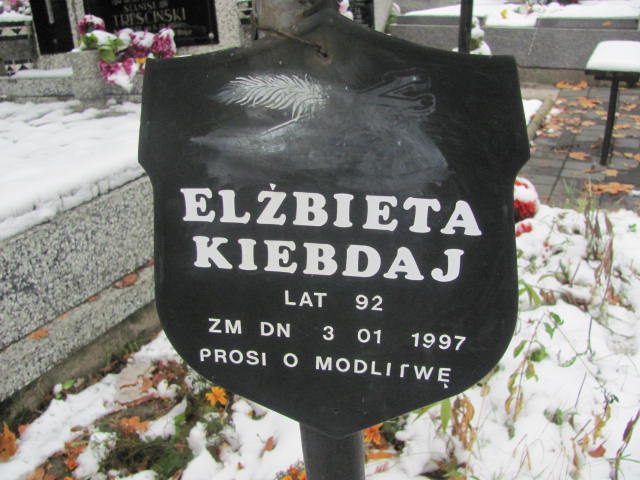 ELŻBIETA
KIEBDAJ
LAT 92
ZM DN 3 01 1997
PROSI O MODLITWĘ